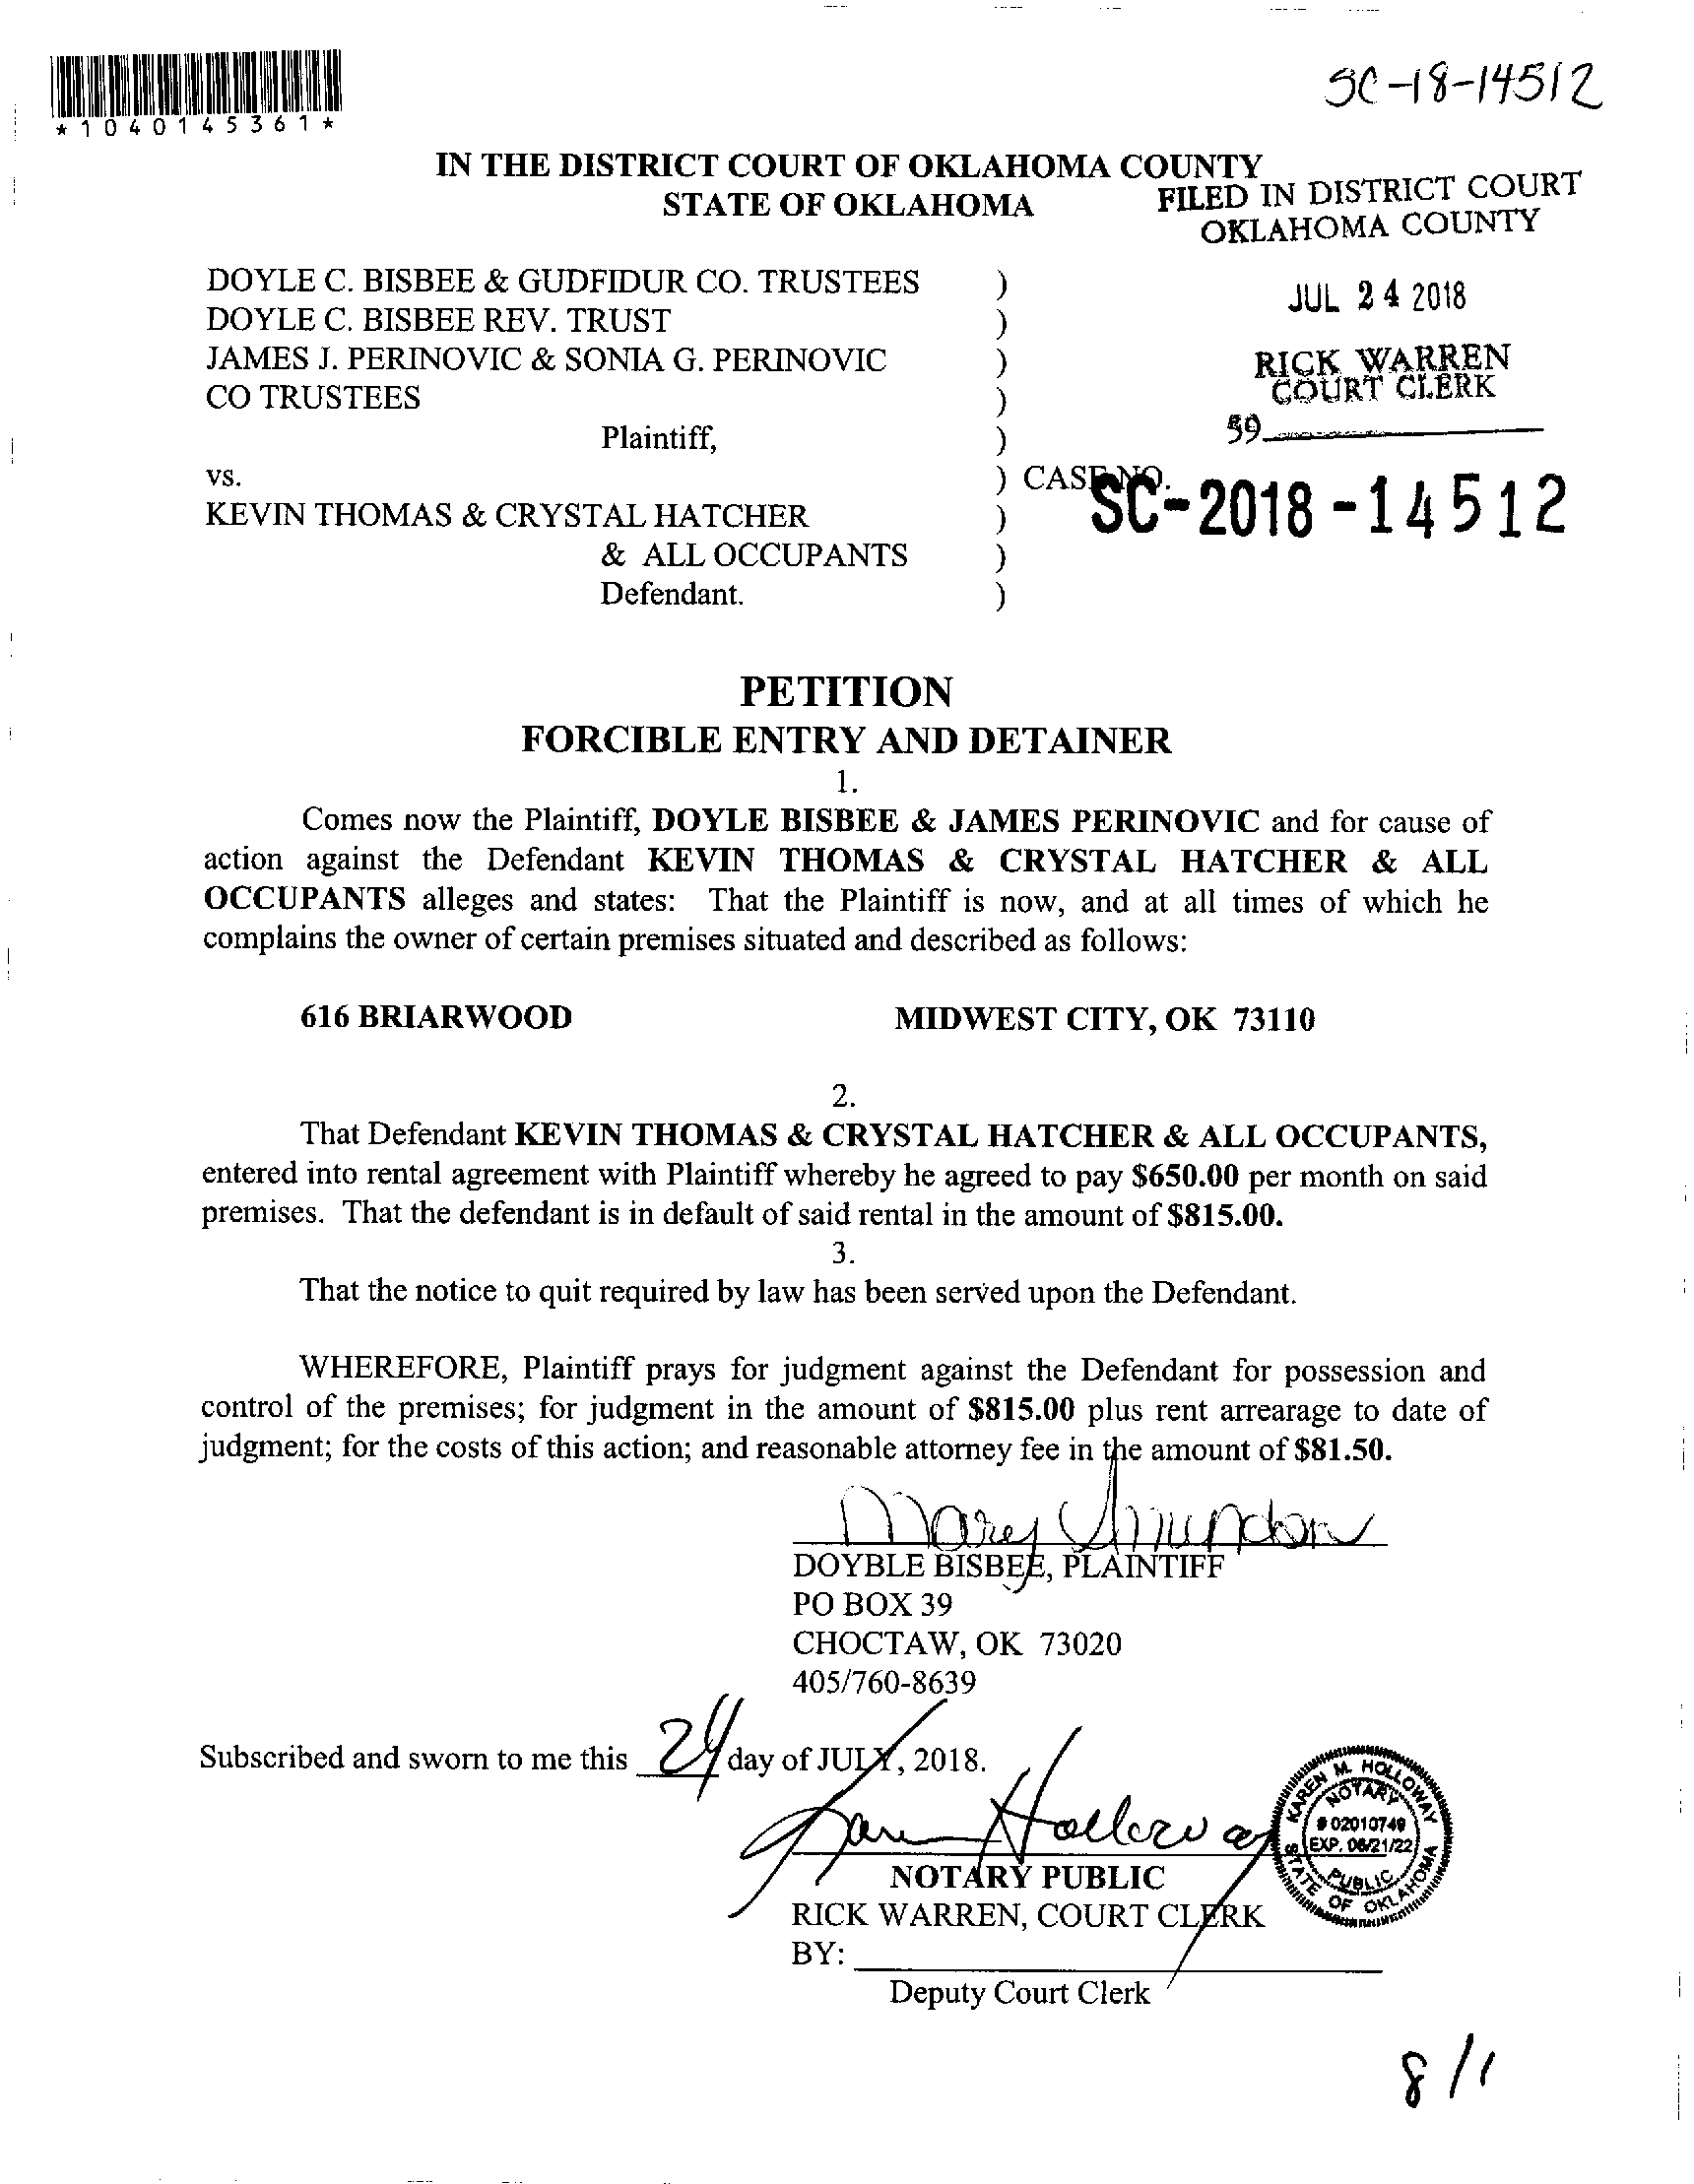 SC-18-14512
*1040145361*
IN THE DISTRICT COURT OF OKLAHOMA COUNTY
STATE OF OKLAHOMA
FILED IN DISTRICT COURT
OKLAHOMA COUNTY
JUL 24 2018
RICK WARREN
COURT CLERK
39
DOYLE C. BISBEE & GUDFIDUR CO. TRUSTEES )
DOYLE C. BISBEE REV. TRUST )
JAMES J. PERINOVIC & SONIA G. PERINOVIC )
CO TRUSTEES )
Plaintiff, )
vs. ) CASE NO. SC-2018-14512
KEVIN THOMAS & CRYSTAL HATCHER )
& ALL OCCUPANTS )
Defendant. )
PETITION
FORCIBLE ENTRY AND DETAINER
1.
Comes now the Plaintiff, DOYLE BISBEE & JAMES PERINOVIC and for cause of
action against the Defendant KEVIN THOMAS & CRYSTAL HATCHER & ALL
OCCUPANTS alleges and states: That the Plaintiff is now, and at all times of which he
complains the owner of certain premises situated and described as follows:
616 BRIARWOOD MIDWEST CITY, OK 73110
2.
That Defendant KEVIN THOMAS & CRYSTAL HATCHER & ALL OCCUPANTS,
entered into rental agreement with Plaintiff whereby he agreed to pay $650.00 per month on said
premises. That the defendant is in default of said rental in the amount of $815.00.
3.
That the notice to quit required by law has been served upon the Defendant.
WHEREFORE, Plaintiff prays for judgment against the Defendant for possession and
control of the premises; for judgment in the amount of $815.00 plus rent arrearage to date of
judgment; for the costs of this action; and reasonable attorney fee in the amount of $81.50.
Mary
DOYBLE BISBEE, PLAINTIFF
PO BOX 39
CHOCTAW, OK 73020
405/760-8639
Subscribed and sworn to me this 24 day of JULY, 2018.
Karen Holloway
NOTARY PUBLIC
RICK WARREN, COURT CLERK
BY:
Deputy Court Clerk
KAREN M. HOLLOWAY
NOTARY
# 02010749
EXP. 06/21/22
PUBLIC
STATE OF OKLAHOMA
8/1